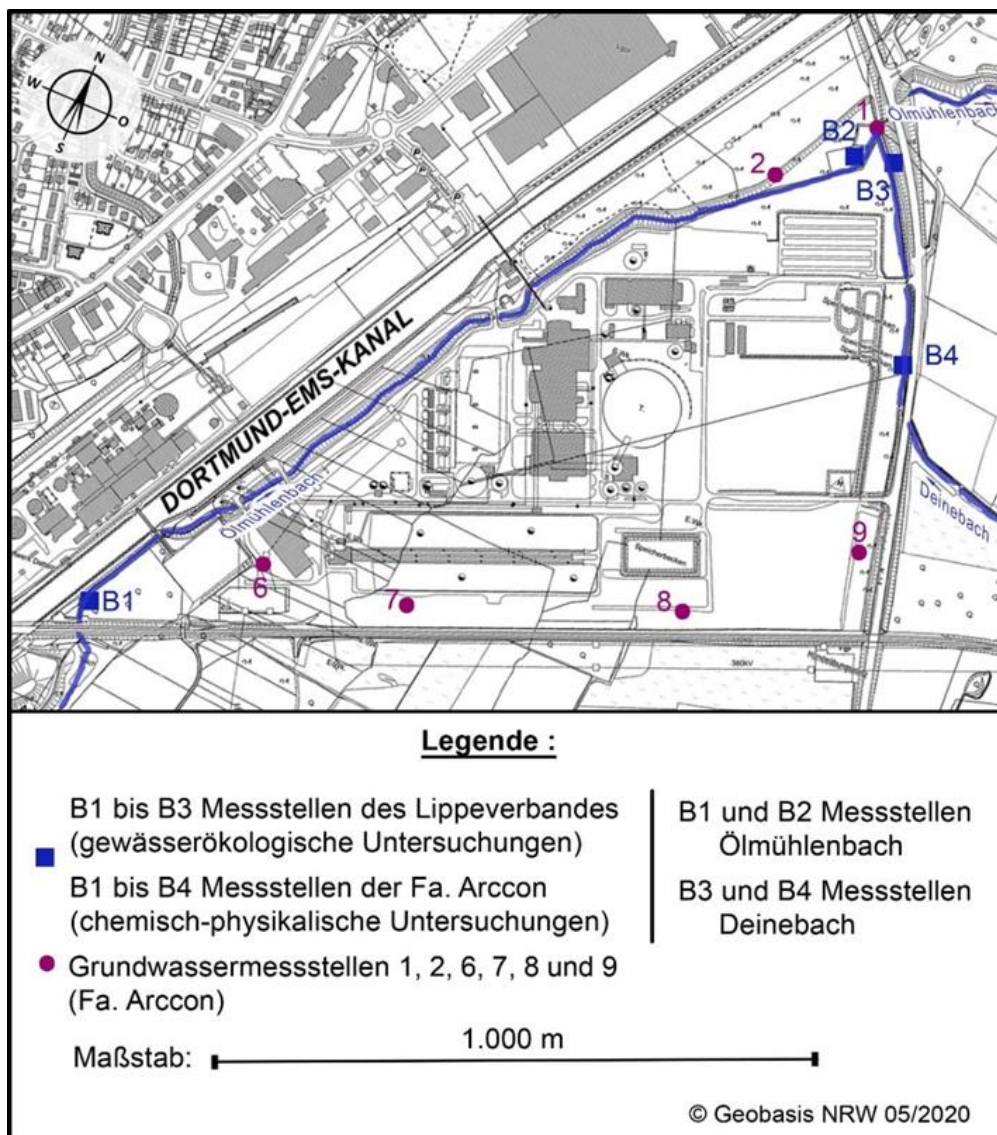 N
W
O
S
Ölmühlenbach
1
B2
2
B3
DORTMUND-EMS-KANAL
B4
Ölmühlenbach
Deinebach
9
6
Speicherbecken
B1
7
8
380kV
Legende :
B1 bis B3 Messstellen des Lippeverbandes
(gewässerökologische Untersuchungen)
B1 bis B4 Messstellen der Fa. Arccon
(chemisch-physikalische Untersuchungen)
Grundwassermessstellen 1, 2, 6, 7, 8 und 9
(Fa. Arccon)
B1 und B2 Messstellen
Ölmühlenbach
B3 und B4 Messstellen
Deinebach
Maßstab:
1.000 m
© Geobasis NRW 05/2020